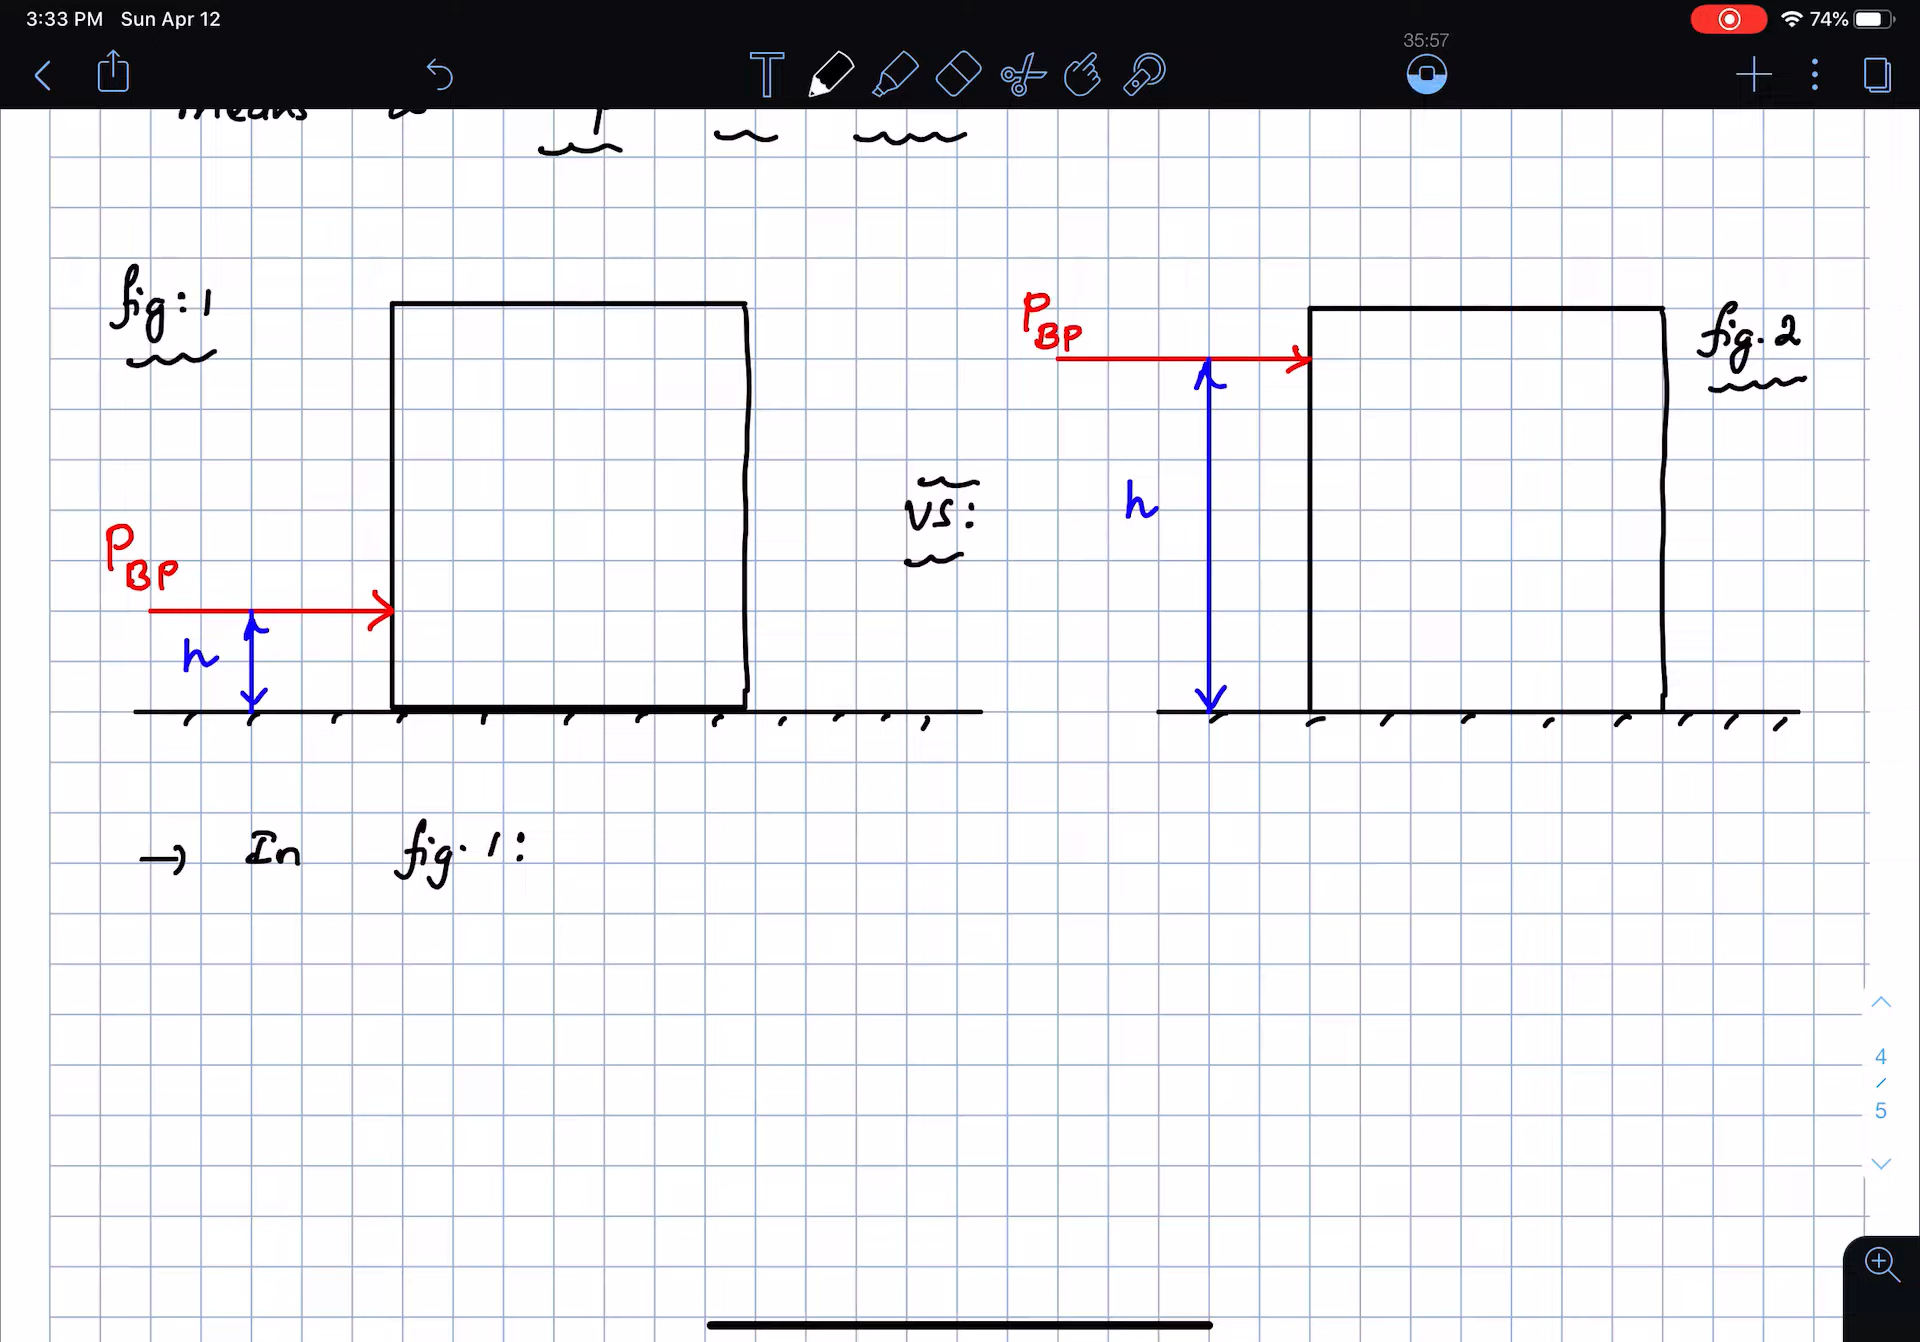 3:33 PM Sun Apr 12
74%
35:57
T
means
fig:1
P
BP
fig.2
h
vs:
P
BP
h
→ In fig. 1:
4
/
5